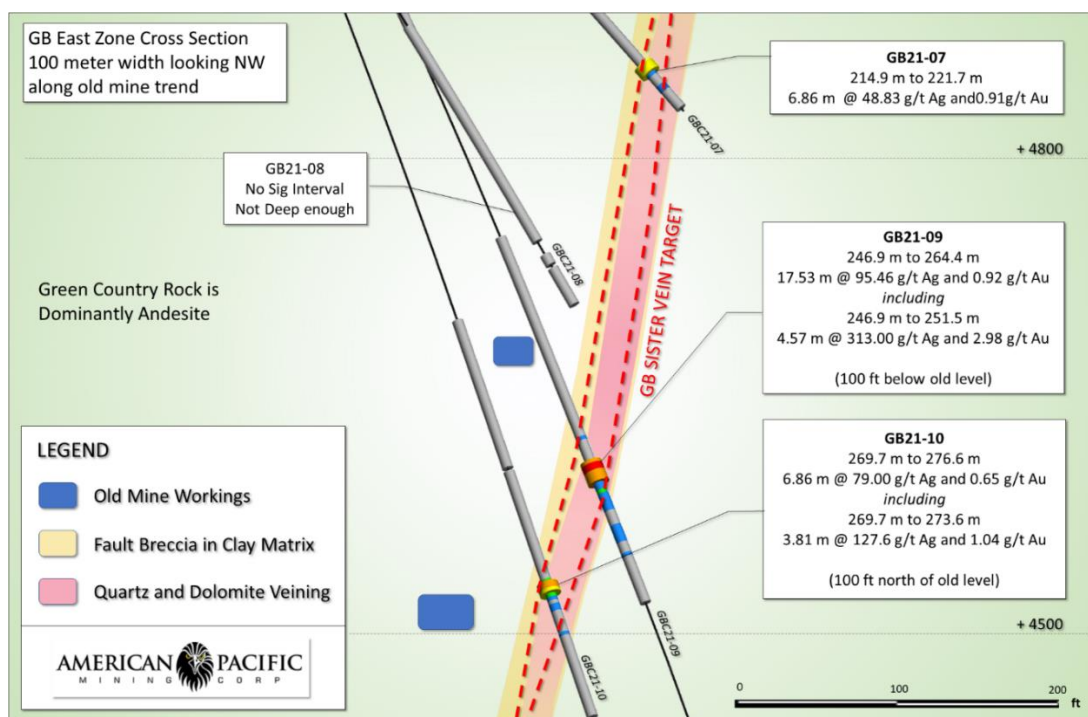 GB East Zone Cross Section
100 meter width looking NW
along old mine trend
GB21-07
214.9 m to 221.7 m
6.86 m @ 48.83 g/t Ag and0.91g/t Au
GBC21-07
+ 4800
GB21-08
No Sig Interval
Not Deep enough
GBC21-08
GB SISTER VEIN TARGET
GB21-09
246.9 m to 264.4 m
17.53 m @ 95.46 g/t Ag and 0.92 g/t Au
including
246.9 m to 251.5 m
4.57 m @ 313.00 g/t Ag and 2.98 g/t Au
(100 ft below old level)
Green Country Rock is
Dominantly Andesite
GB21-10
269.7 m to 276.6 m
6.86 m @ 79.00 g/t Ag and 0.65 g/t Au
including
269.7 m to 273.6 m
3.81 m @ 127.6 g/t Ag and 1.04 g/t Au
(100 ft north of old level)
LEGEND
Old Mine Workings
Fault Breccia in Clay Matrix
Quartz and Dolomite Veining
AMERICAN PACIFIC
MINING CORP
GBC21-09
GBC21-10
+ 4500
0 100 200
ft